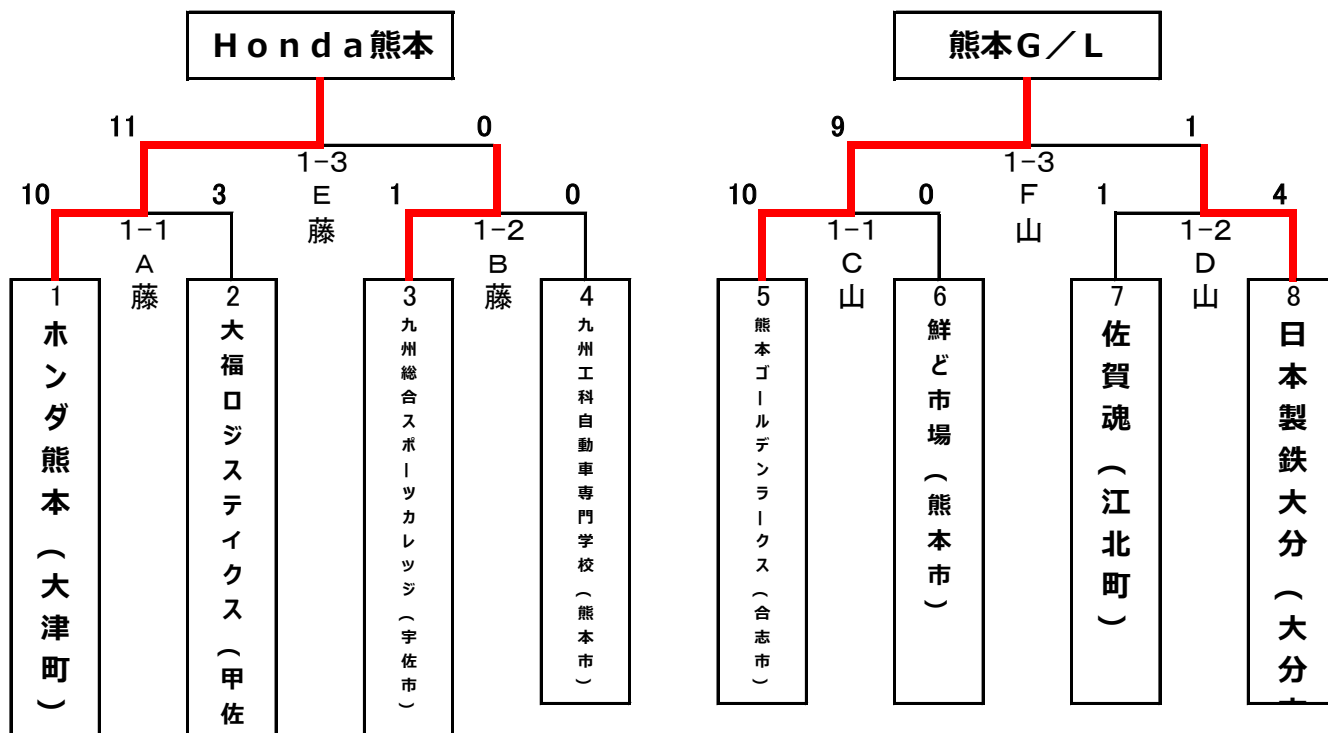 Honda熊本
熊本G/L
11
0
9
1
1-3
E
藤
1-3
F
山
10
3
1
0
10
0
1
4
1-1
A
藤
1-2
B
藤
1-1
C
山
1-2
D
山
1
ホンダ熊本(大津町)
2
大福ロジステイクス(甲佐
3
九州総合スポーツカレッジ(宇佐市)
4
九州工科自動車専門学校(熊本市)
5
熊本ゴールデンラークス(合志市)
6
鮮ど市場(熊本市)
7
佐賀魂(江北町)
8
日本製鉄大分(大分市